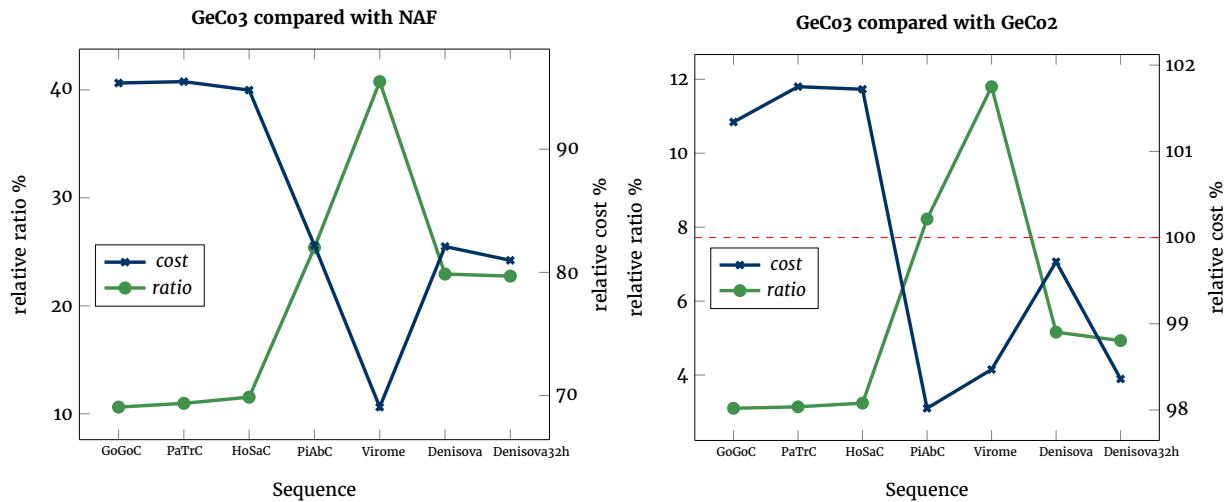 GeCo3 compared with NAF
relative ratio %
40
30
20
10
90
80
70
relative cost %
cost
ratio
GoGoC PaTrC HoSaC PiAbC Virome Denisova Denisova32h
Sequence
GeCo3 compared with GeCo2
relative ratio %
12
10
8
6
4
102
101
100
99
98
relative cost %
cost
ratio
GoGoC PaTrC HoSaC PiAbC Virome Denisova Denisova32h
Sequence